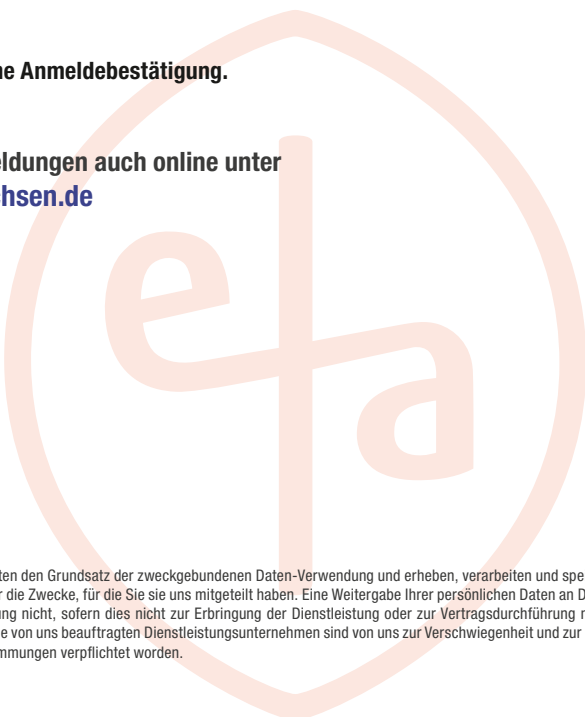 ne Anmeldebestätigung.
eldungen auch online unter
chsen.de
e a
ten den Grundsatz der zweckgebundenen Daten-Verwendung und erheben, verarbeiten und spe
r die Zwecke, für die Sie sie uns mitgeteilt haben. Eine Weitergabe Ihrer persönlichen Daten an D
ung nicht, sofern dies nicht zur Erbringung der Dienstleistung oder zur Vertragsdurchführung n
e von uns beauftragten Dienstleistungsunternehmen sind von uns zur Verschwiegenheit und zur
mmungen verpflichtet worden.